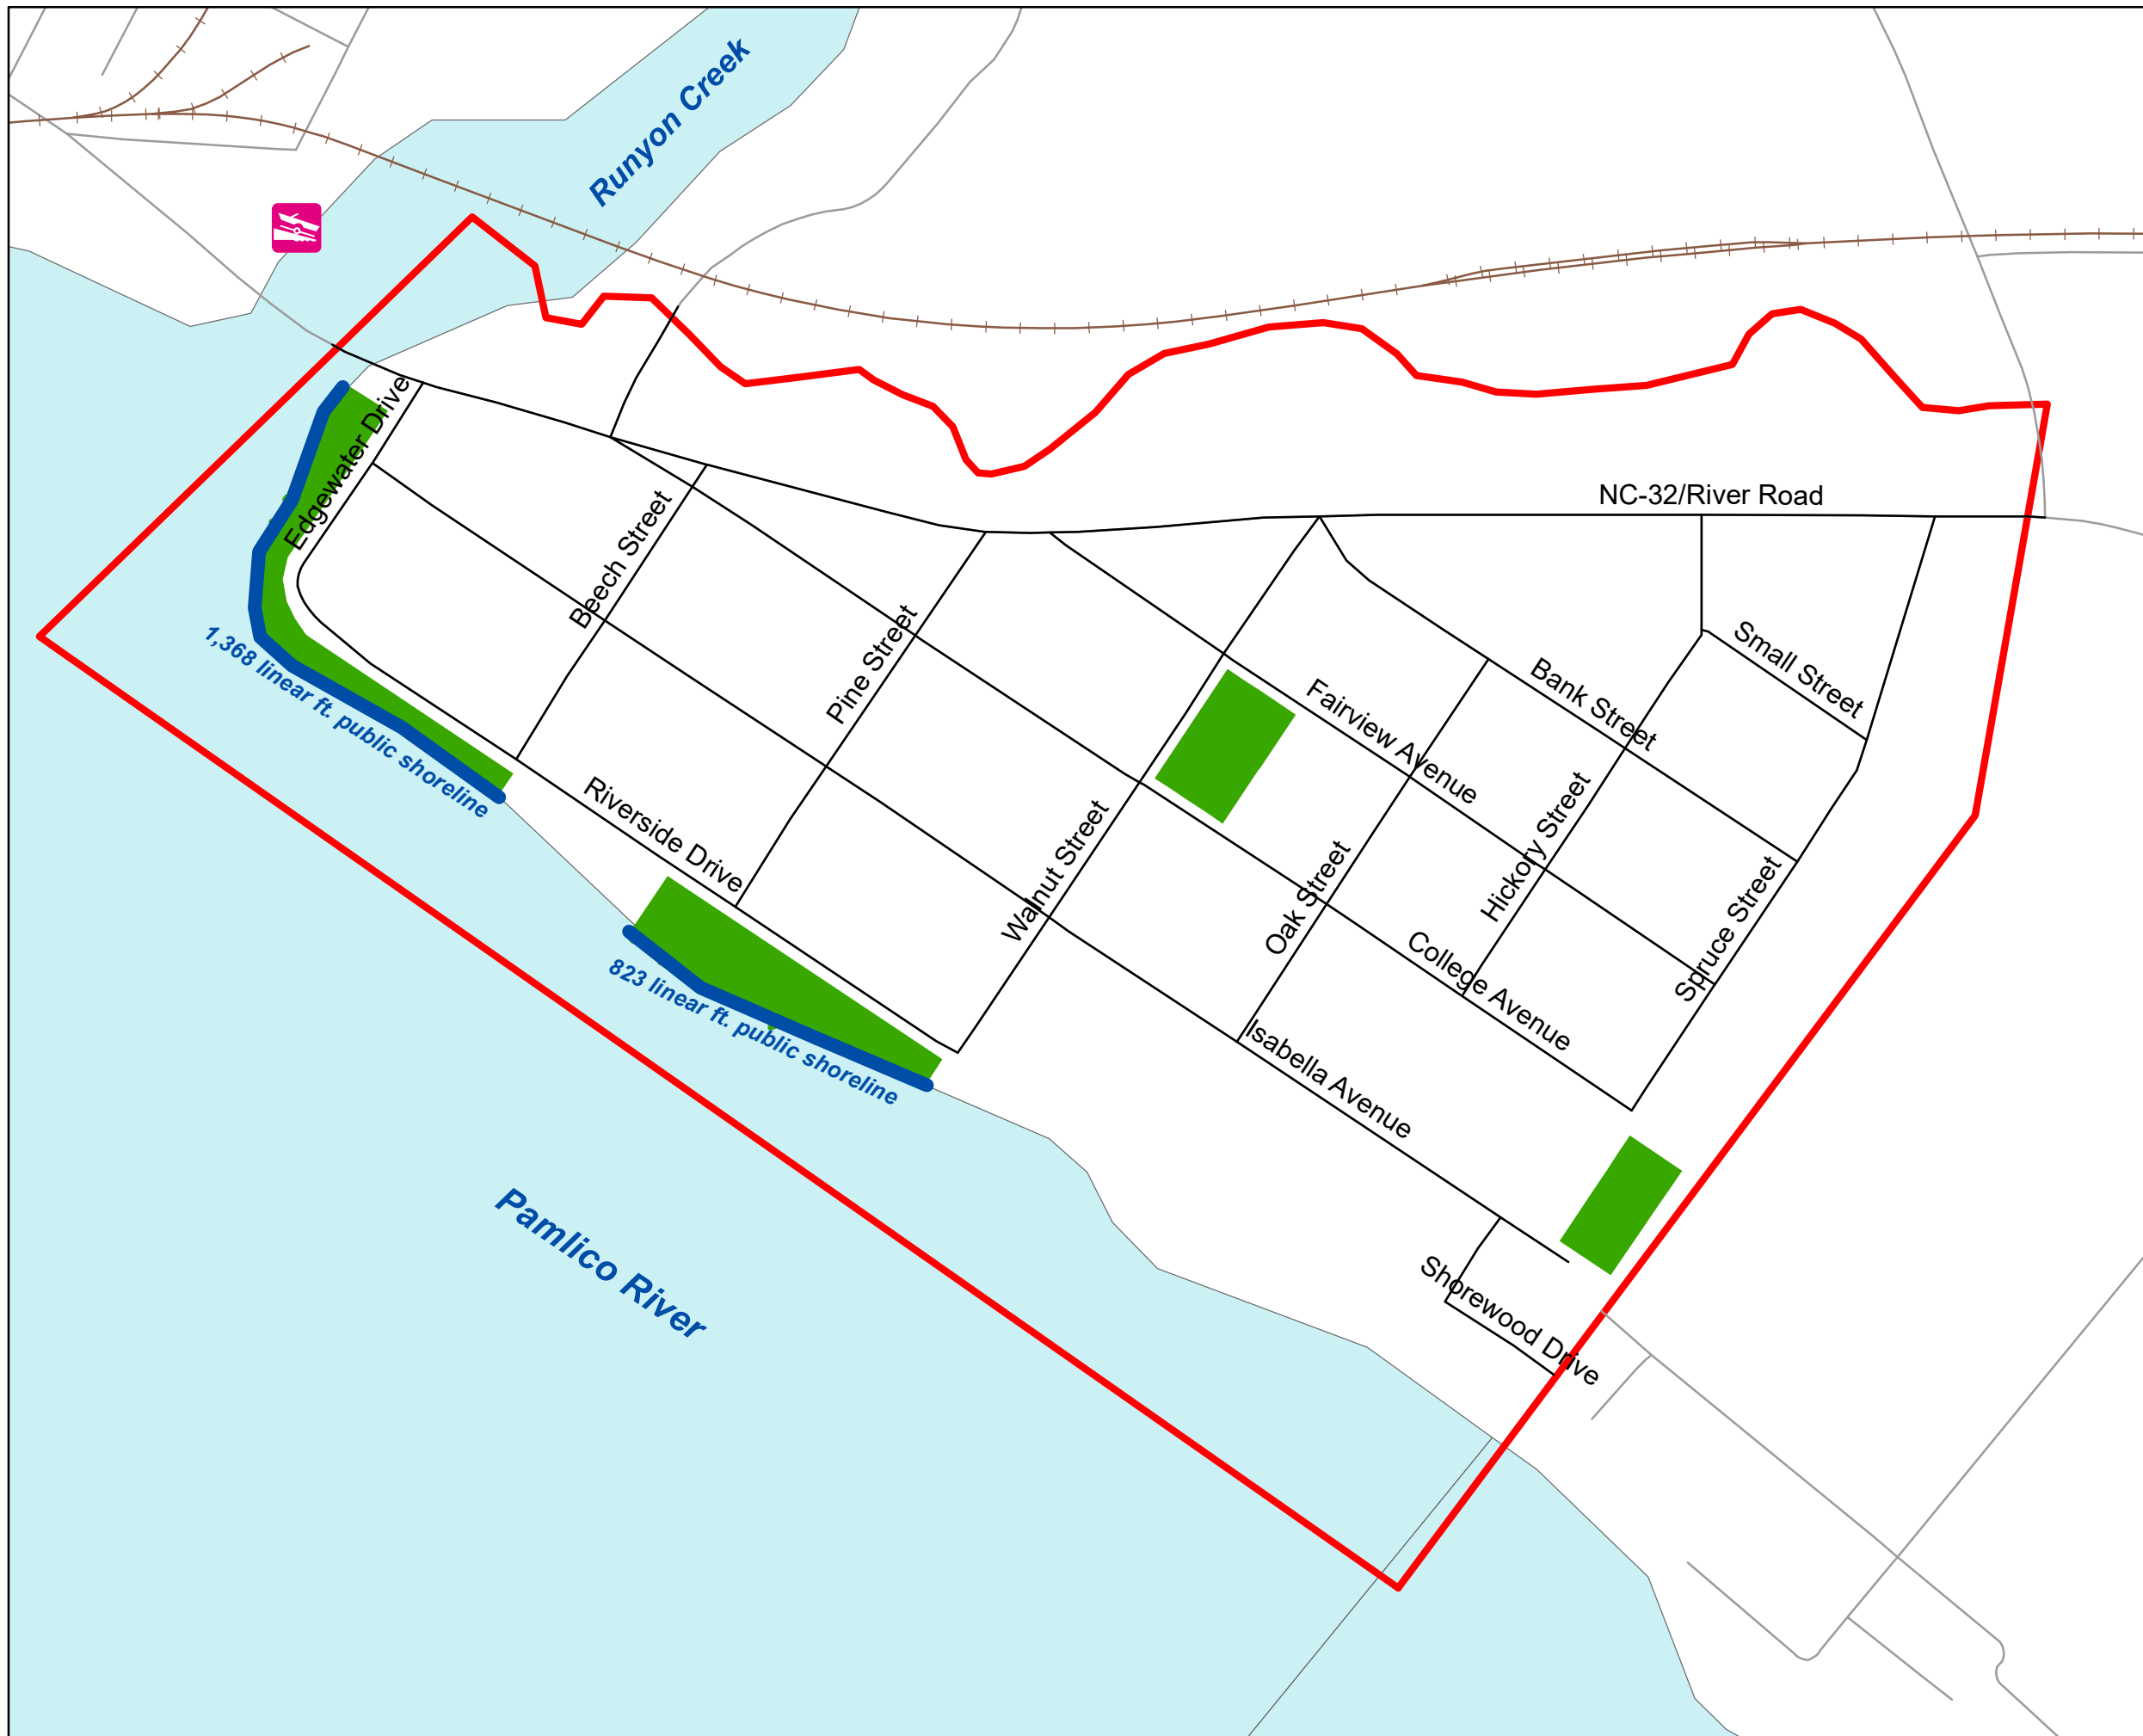 Runyon Creek
Edgewater Drive
NC-32/River Road
Beech Street
Pine Street
1,368 linear ft. public shoreline
Small Street
Bank Street
Fairview Avenue
Riverside Drive
Walnut Street
Hickory Street
Oak Street
Spruce Street
College Avenue
823 linear ft. public shoreline
Isabella Avenue
Pamlico River
Shorewood Drive